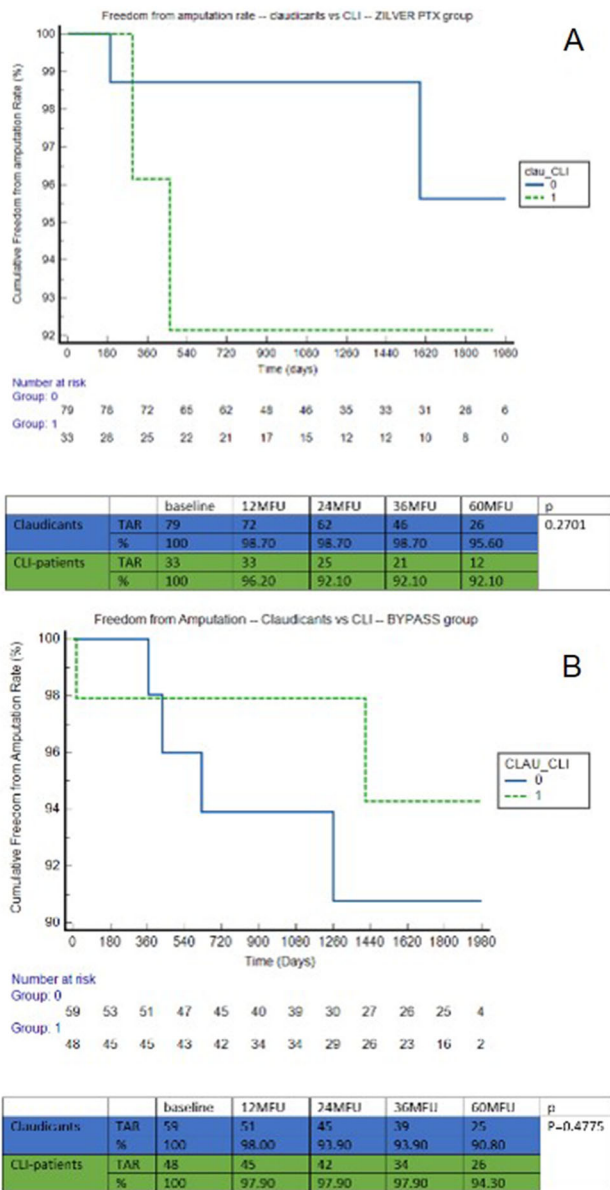 Freedom from amputation rate -- claudicants vs CLI -- ZILVER PTX group
A
Cumulative Freedom from amputation Rate (%)
100
99
98
97
96
95
94
93
92
clau_CLI
0
1
0 180 360 540 720 900 1080 1260 1440 1620 1800 1980
Time (days)
Number at risk
Group: 0
79 76 72 65 62 48 46 35 33 31 26 6
Group: 1
33 26 25 22 21 17 15 12 12 10 8 0
baseline 12MFU 24MFU 36MFU 60MFU p
Claudicants TAR 79 72 62 46 26 0.2701
% 100 98.70 98.70 98.70 95.60
CLI-patients TAR 33 33 25 21 12
% 100 96.20 92.10 92.10 92.10
Freedom from Amputation -- Claudicants vs CLI -- BYPASS group
B
Cumulative Freedom from Amputation Rate (%)
100
98
96
94
92
90
CLAU_CLI
0
1
0 180 360 540 720 900 1080 1260 1440 1620 1800 1980
Time (Days)
Number at risk
Group: 0
59 53 51 47 45 40 39 30 27 26 25 4
Group: 1
48 45 45 43 42 34 34 29 26 23 16 2
baseline 12MFU 24MFU 36MFU 60MFU p
Claudicants TAR 59 51 45 39 25 P=0.4775
% 100 98.00 93.90 93.90 90.80
CLI-patients TAR 48 45 42 34 26
% 100 97.90 97.90 97.90 94.30